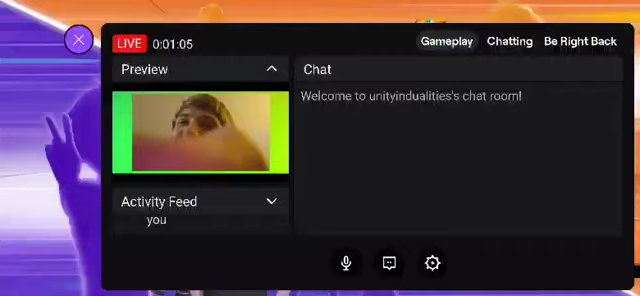 LIVE 0:01:05 Gameplay Chatting Be Right Back
Preview
Chat
Welcome to unityindualities's chat room!
Activity Feed
you